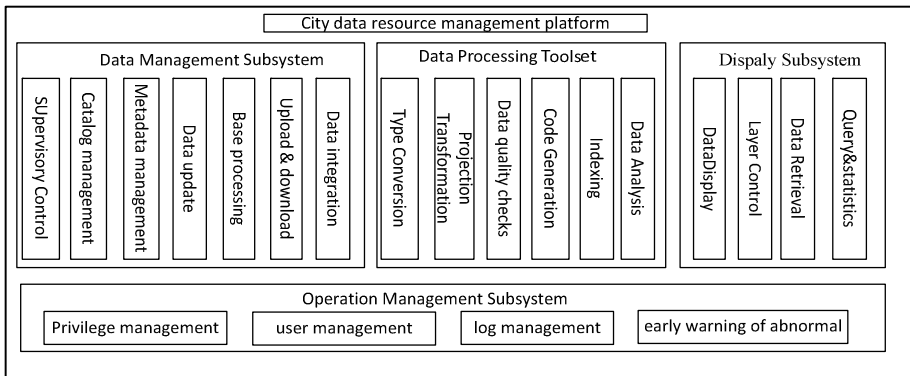 City data resource management platform
Data Management Subsystem
SUpervisory Control
Catalog management
Metadata management
Data update
Base processing
Upload & download
Data integration
Data Processing Toolset
Type Conversion
Projection
Transformation
Data quality checks
Code Generation
Indexing
Data Analysis
Dispaly Subsystem
DataDisplay
Layer Control
Data Retrieval
Query&statistics
Operation Management Subsystem
Privilege management
user management
log management
early warning of abnormal